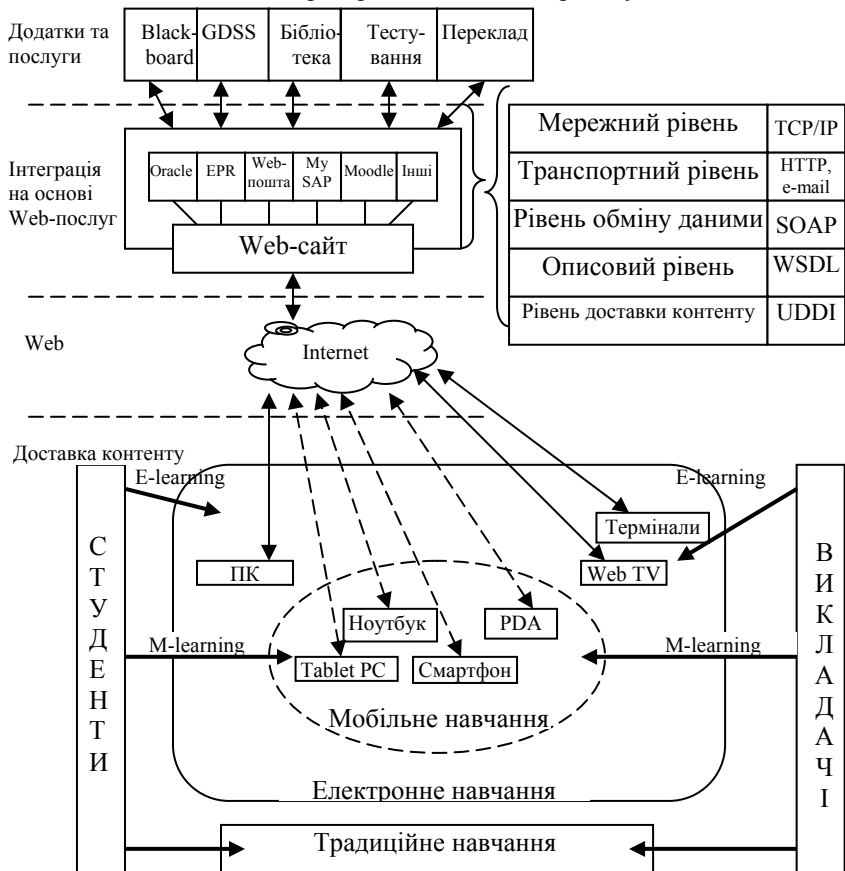 Додатки та
послуги
Black-
board
GDSS
Бібліо-
тека
Тесту-
вання
Переклад
Інтеграція
на основі
Web-послуг
Oracle
EPR
Web-
пошта
My
SAP
Moodle
Інші
Web-сайт
Мережний рівень
TCP/IP
Транспортний рівень
HTTP,
e-mail
Рівень обміну даними
SOAP
Описовий рівень
WSDL
Рівень доставки контенту
UDDI
Web
Internet
Доставка контенту
E-learning
E-learning
СТУДЕНТИ
ВИКЛАДАЧІ
Термінали
ПК
Web TV
Ноутбук
PDA
M-learning
M-learning
Tablet PC
Смартфон
Мобільне навчання
Електронне навчання
Традиційне навчання